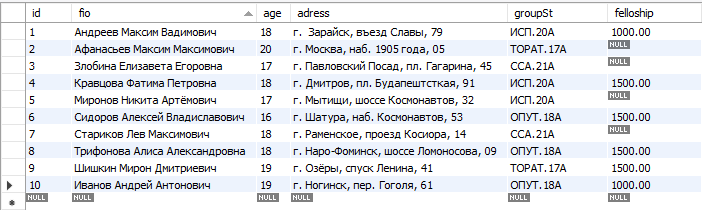 id fio age adress groupSt felloship
1 Андреев Максим Вадимович 18 г. Зарайск, въезд Славы, 79 ИСП.20А 1000.00
2 Афанасьев Максим Максимович 20 г. Москва, наб. 1905 года, 05 ТОРАТ.17А NULL
3 Злобина Елизавета Егоровна 17 г. Павловский Посад, пл. Гагарина, 45 ССА.21А NULL
4 Кравцова Фатима Петровна 18 г. Дмитров, пл. Будапештсткая, 91 ИСП.20А 1500.00
5 Миронов Никита Артёмович 17 г. Мытищи, шоссе Космонавтов, 32 ИСП.20А NULL
6 Сидоров Алексей Владиславович 16 г. Шатура, наб. Космонавтов, 53 ОПУТ.18А 1500.00
7 Стариков Лев Максимович 18 г. Раменское, проезд Косиора, 14 ССА.21А NULL
8 Трифонова Алиса Александровна 18 г. Наро-Фоминск, шоссе Ломоносова, 09 ОПУТ.18А 1500.00
9 Шишкин Мирон Дмитриевич 19 г. Озёры, спуск Ленина, 41 ТОРАТ.17А 1500.00
10 Иванов Андрей Антонович 19 г. Ногинск, пер. Гоголя, 61 ОПУТ.18А 1000.00
NULL NULL NULL NULL NULL NULL